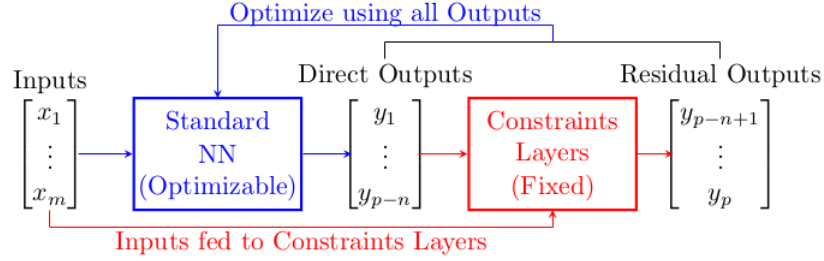 Optimize using all Outputs
Inputs
Direct Outputs
Residual Outputs
x_1
⋮
x_m
Standard
NN
(Optimizable)
y_1
⋮
y_{p-n}
Constraints
Layers
(Fixed)
y_{p-n+1}
⋮
y_p
Inputs fed to Constraints Layers